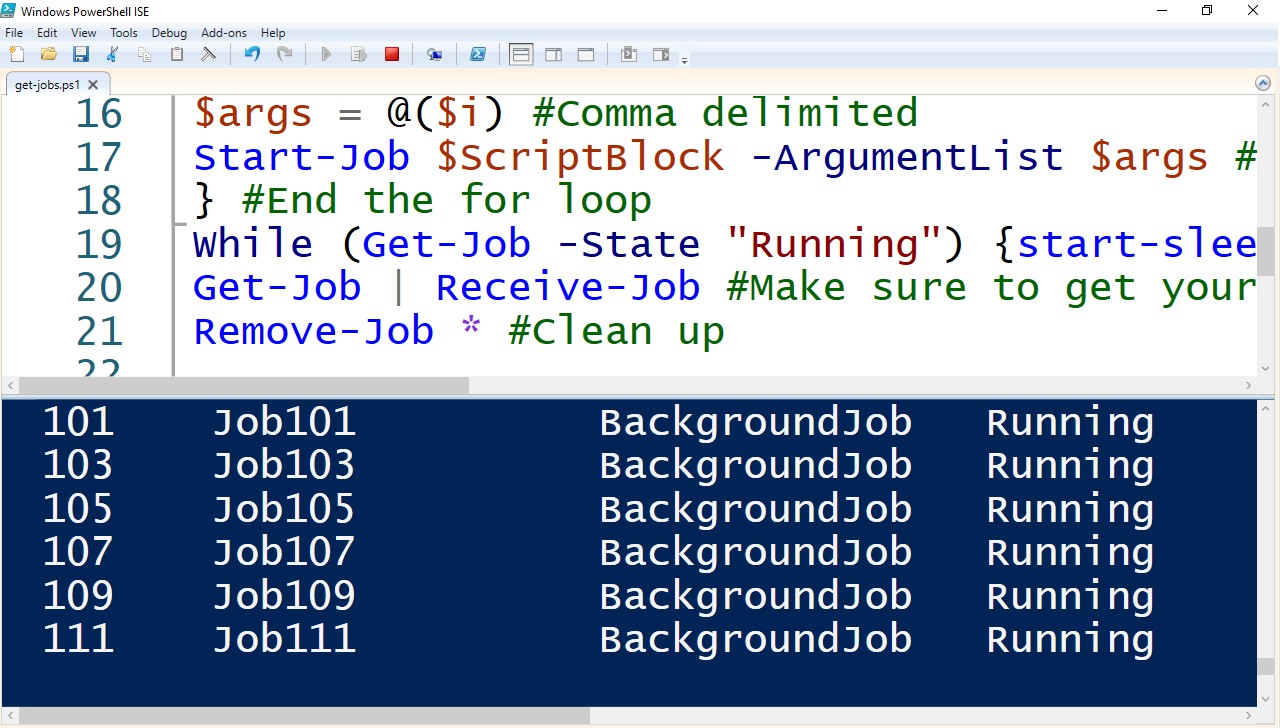 Windows PowerShell ISE
File Edit View Tools Debug Add-ons Help
get-jobs.ps1
16 $args = @($i) #Comma delimited
17 Start-Job $ScriptBlock -ArgumentList $args #
18 } #End the for loop
19 While (Get-Job -State "Running") {start-slee
20 Get-Job | Receive-Job #Make sure to get your
21 Remove-Job * #Clean up
22
101 Job101 BackgroundJob Running
103 Job103 BackgroundJob Running
105 Job105 BackgroundJob Running
107 Job107 BackgroundJob Running
109 Job109 BackgroundJob Running
111 Job111 BackgroundJob Running